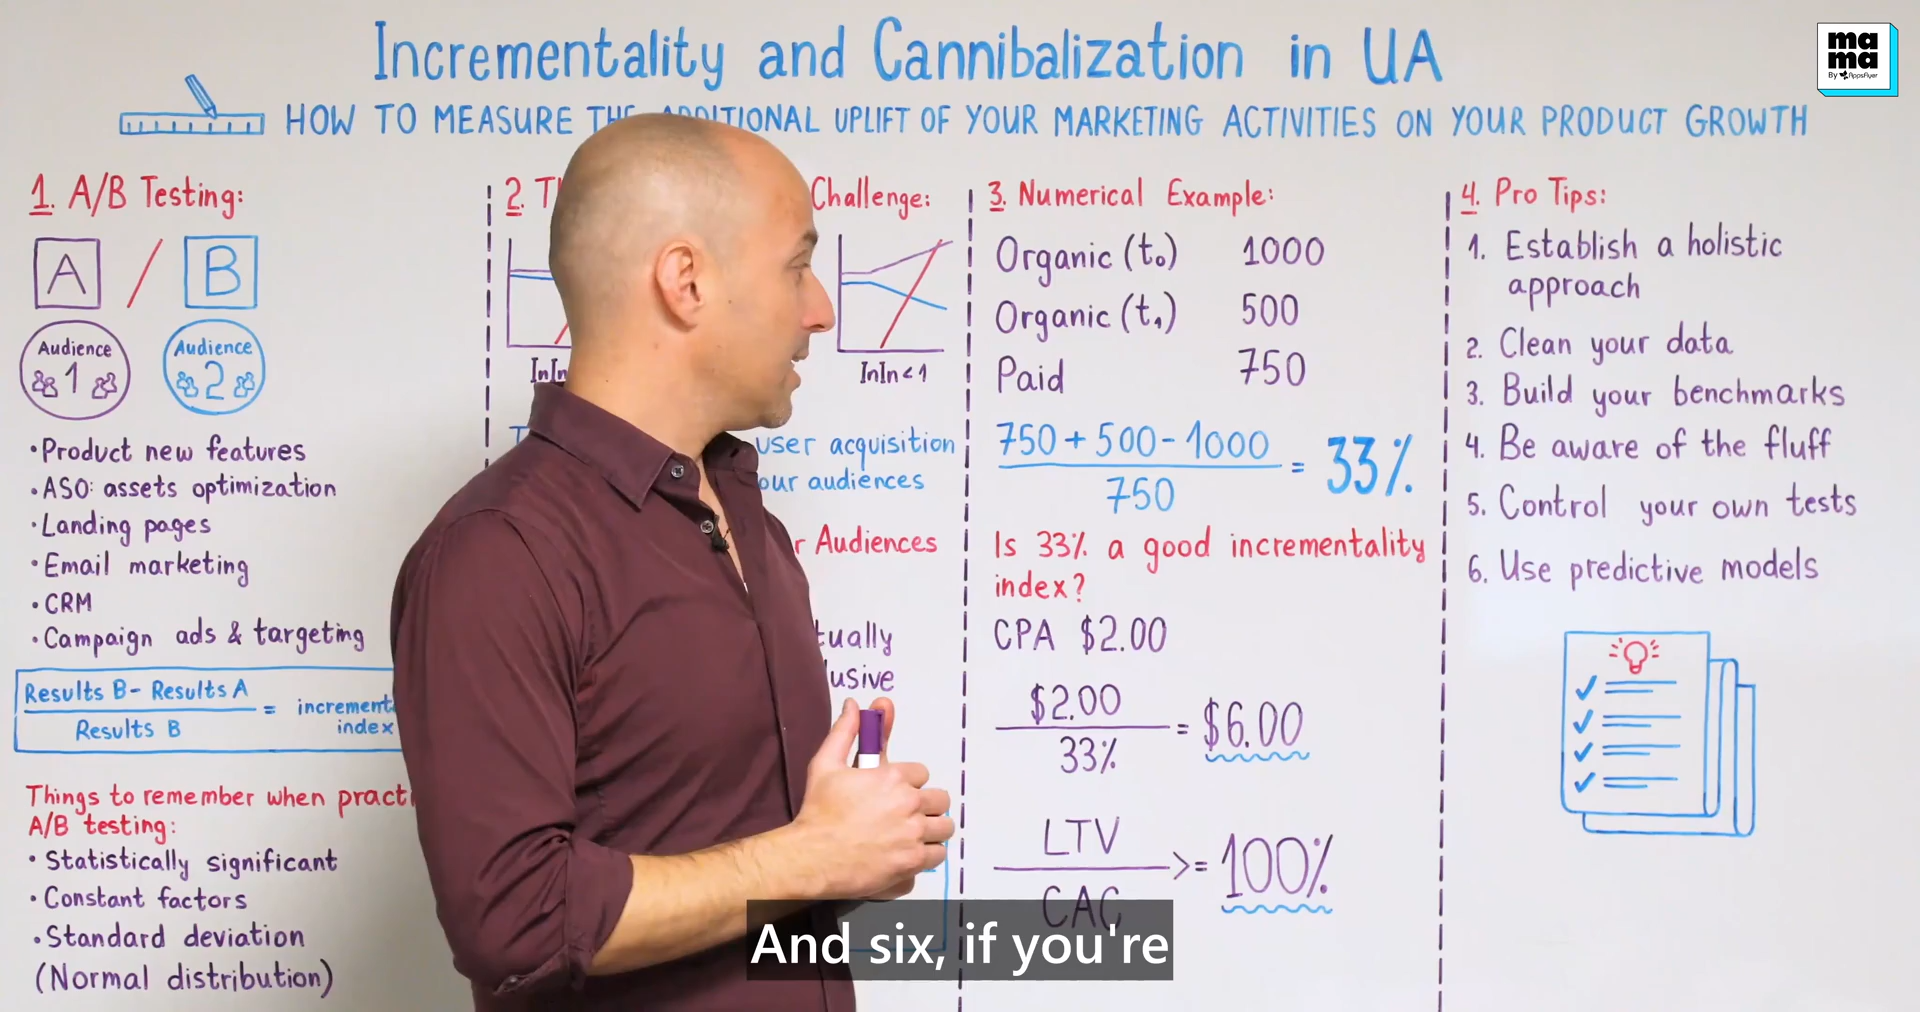 Incrementality and Cannibalization in UA
HOW TO MEASURE THE ADDITIONAL UPLIFT OF YOUR MARKETING ACTIVITIES ON YOUR PRODUCT GROWTH
ma
ma
By AppsFlyer
1. A/B Testing:
A / B
Audience
1
Audience
2
• Product new features
• ASO: assets optimization
• Landing pages
• Email marketing
• CRM
• Campaign ads & targeting
Results B - Results A
Results B
=
increment
index
Things to remember when practi
A/B testing:
• Statistically significant
• Constant factors
• Standard deviation
(Normal distribution)
2. T Challenge:
InIn
InIn < 1
user acquisition
our audiences
r Audiences
tually
lusive
3. Numerical Example:
Organic (t₀) 1000
Organic (t₁) 500
Paid 750
750 + 500 - 1000
750
= 33%
Is 33% a good incrementality
index?
CPA $2.00
$2.00
33%
= $6.00
LTV
CAC
>= 100%
4. Pro Tips:
1. Establish a holistic
approach
2. Clean your data
3. Build your benchmarks
4. Be aware of the fluff
5. Control your own tests
6. Use predictive models
And six, if you're